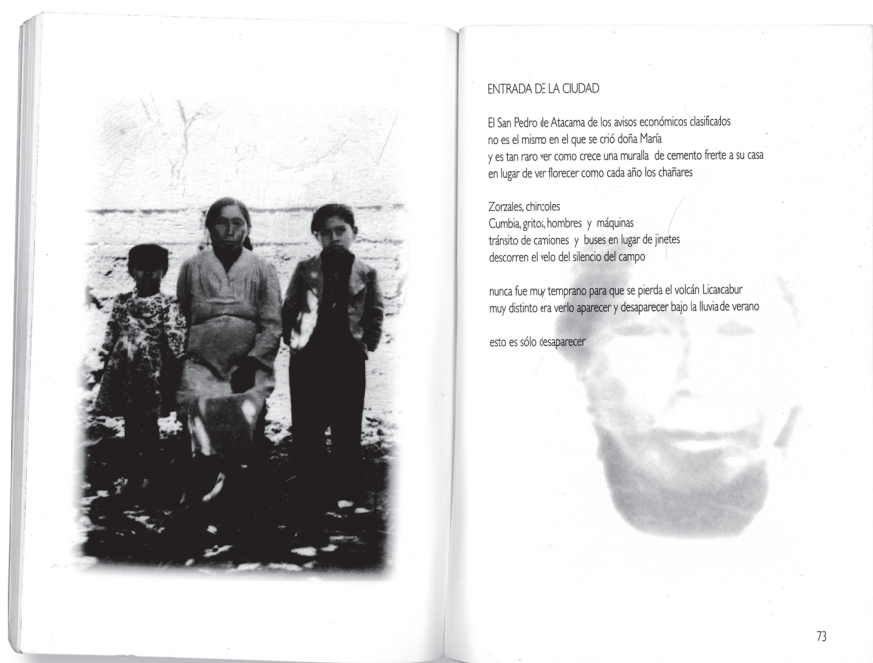 ENTRADA DE LA CIUDAD
El San Pedro de Atacama de los avisos económicos clasificados
no es el mismo en el que se crió doña María
y es tan raro ver como crece una muralla de cemento frente a su casa
en lugar de ver florecer como cada año los chañares
Zorzales, chincoles
Cumbia, gritos, hombres y máquinas
tránsito de camiones y buses en lugar de jinetes
descorren el velo del silencio del campo
nunca fue muy temprano para que se pierda el volcán Licancabur
muy distinto era verlo aparecer y desaparecer bajo la lluvia de verano
esto es sólo desaparecer
73